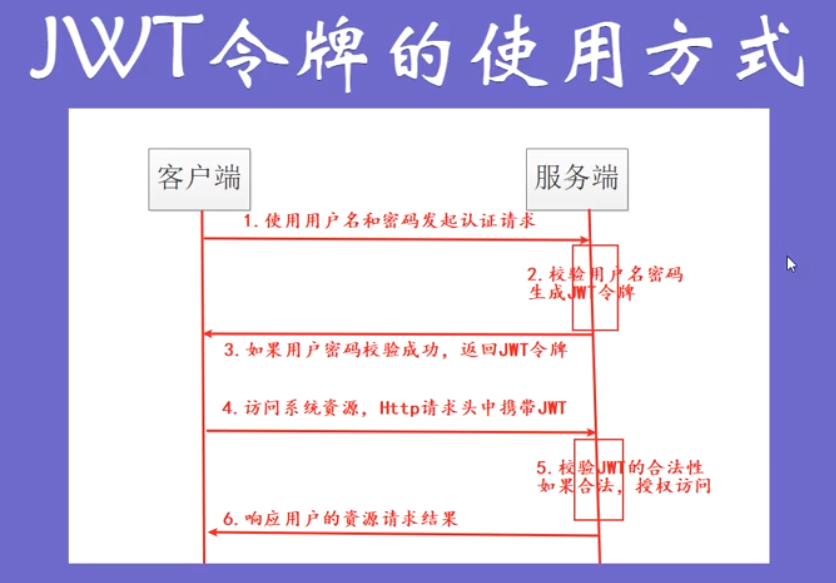 JWT令牌的使用方式
客户端
服务端
1.使用用户名和密码发起认证请求
2.校验用户名密码
生成JWT令牌
3.如果用户密码校验成功，返回JWT令牌
4.访问系统资源，Http请求头中携带JWT
5.校验JWT的合法性
如果合法，授权访问
6.响应用户的资源请求结果